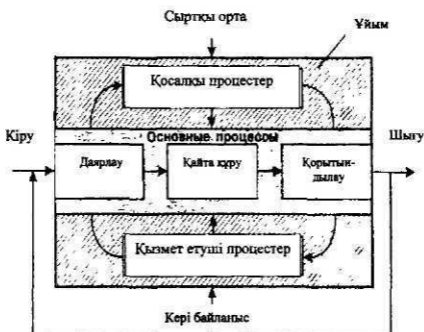 Сыртқы орта
Ұйым
Қосалқы процестер
Основные процессы
Кіру
Шығу
Даярлау
Қайта құру
Қорытын-
дылау
Қызмет етуші процестер
Кері байланыс